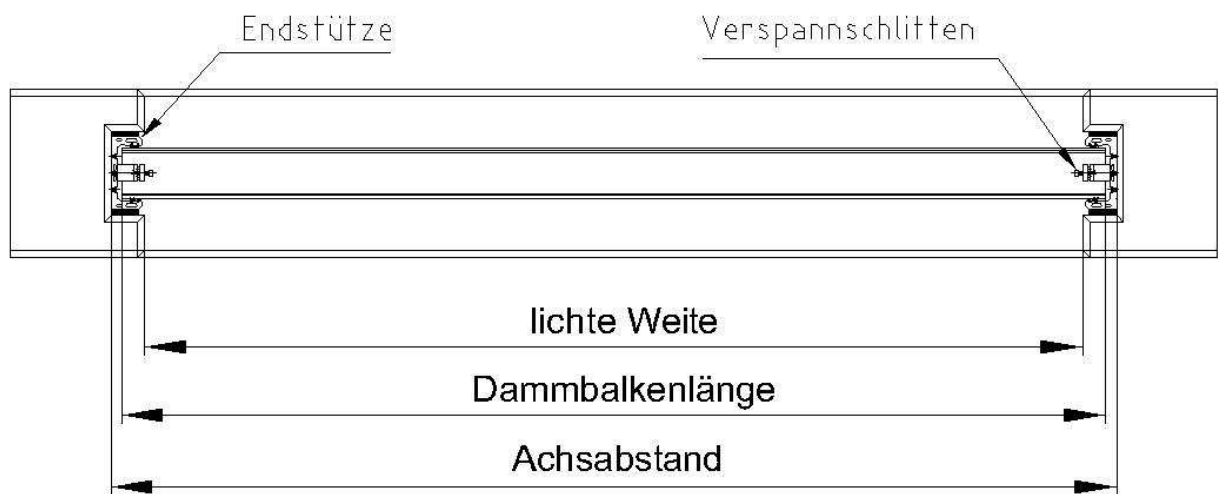 Endstütze
Verspannschlitten
lichte Weite
Dammbalkenlänge
Achsabstand